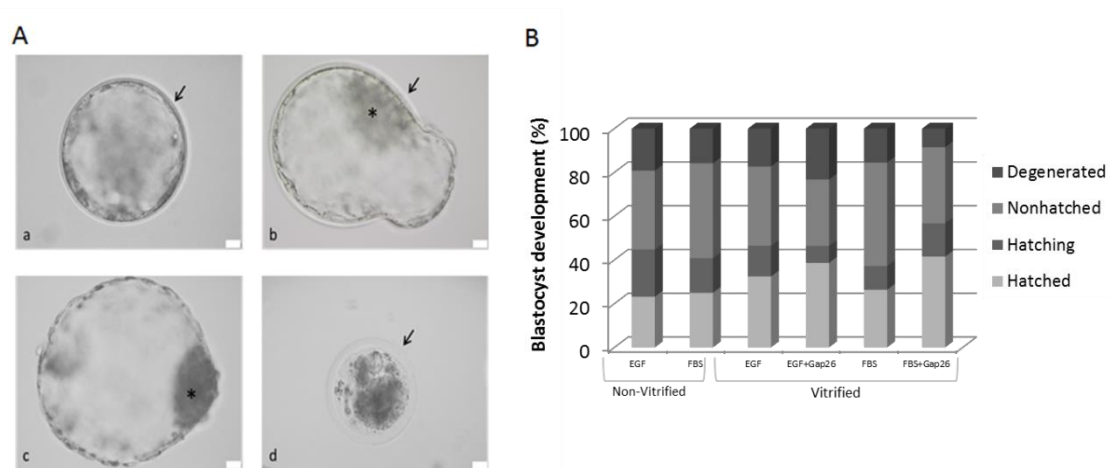 A
B
a
*
b
*
c
d
Blastocyst development (%)
100
80
60
40
20
0
EGF
FBS
EGF
EGF+Gap26
FBS
FBS+Gap26
Non-Vitrified
Vitrified
Degenerated
Nonhatched
Hatching
Hatched